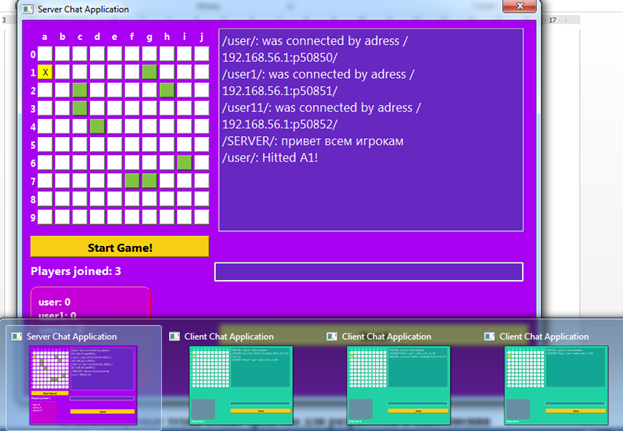 Server Chat Application
3
17
a b c d e f g h i j
0
1 X
2
3
4
5
6
7
8
9
/user/: was connected by adress /
192.168.56.1:p50850/
/user1/: was connected by adress /
192.168.56.1:p50851/
/user11/: was connected by adress /
192.168.56.1:p50852/
/SERVER/: привет всем игрокам
/user/: Hitted A1!
Start Game!
Players joined: 3
user: 0
user1: 0
Server Chat Application
Client Chat Application
Client Chat Application
Client Chat Application